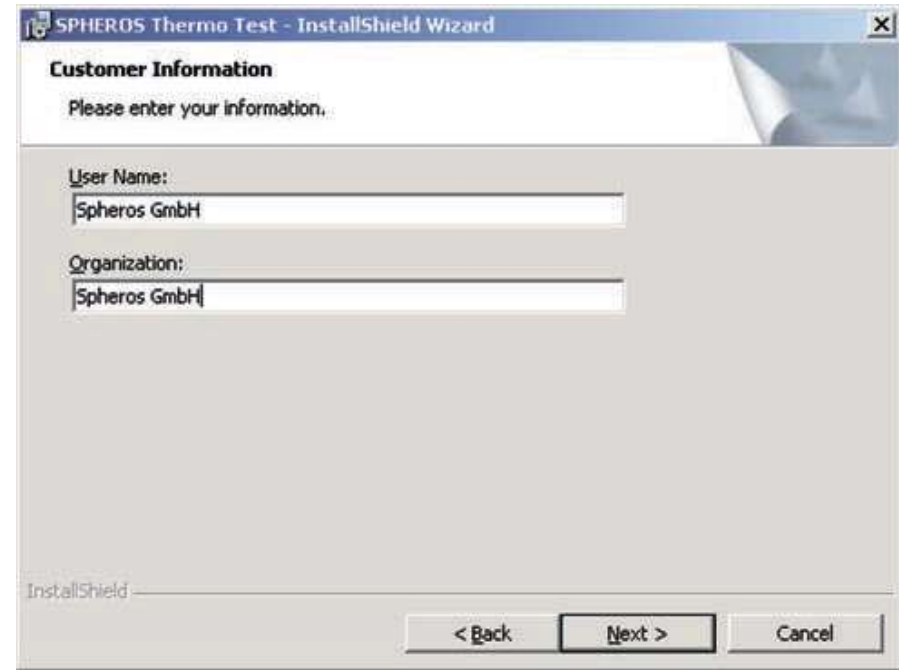 SPHEROS Thermo Test - InstallShield Wizard
Customer Information
Please enter your information.
User Name:
Spheros GmbH
Organization:
Spheros GmbH
InstallShield
< Back Next > Cancel